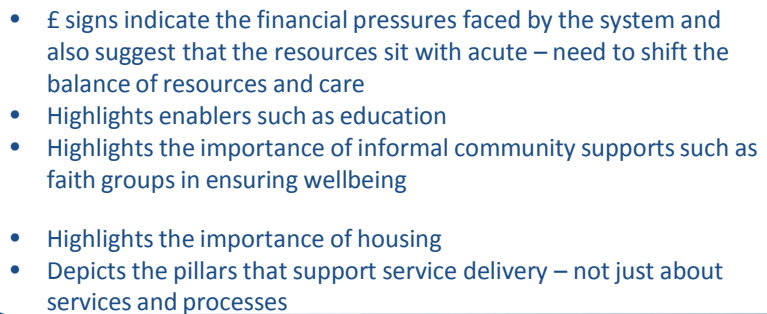 • £ signs indicate the financial pressures faced by the system and
also suggest that the resources sit with acute – need to shift the
balance of resources and care
• Highlights enablers such as education
• Highlights the importance of informal community supports such as
faith groups in ensuring wellbeing
• Highlights the importance of housing
• Depicts the pillars that support service delivery – not just about
services and processes